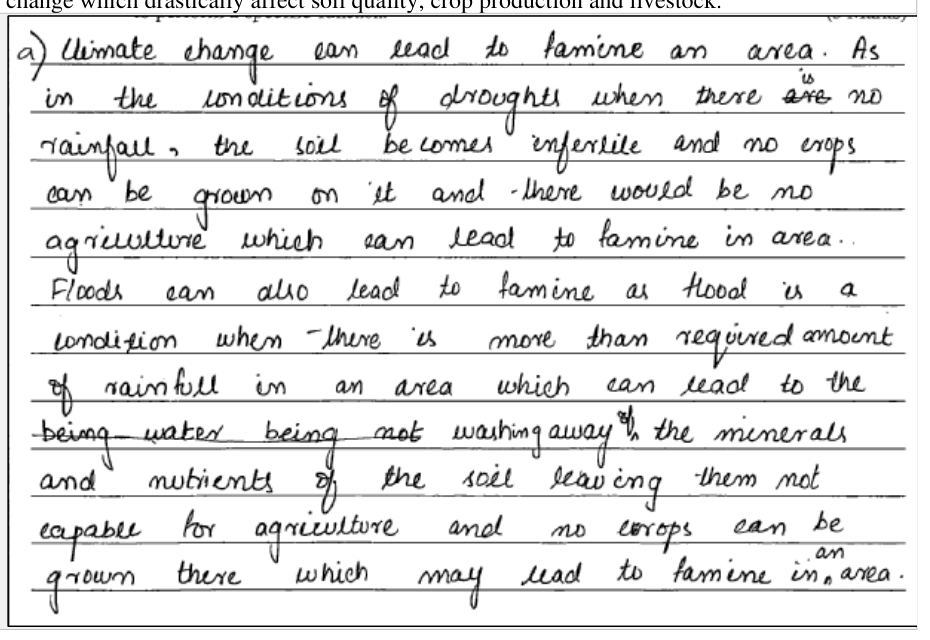 change which drastically affect soil quality, crop production and livestock.
a) Climate change can lead to famine an area. As
in the conditions of droughts when there are is no
rainfall, the soil becomes infertile and no crops
can be grown on it and there would be no
agriculture which can lead to famine in area..
Floods can also lead to famine as flood is a
condition when there is more than required amount
of rainfull in an area which can lead to the
being water being not washing away of the minerals
and nutrients of the soil leaving them not
capable for agriculture and no corops can be
grown there which may lead to famine in an area.